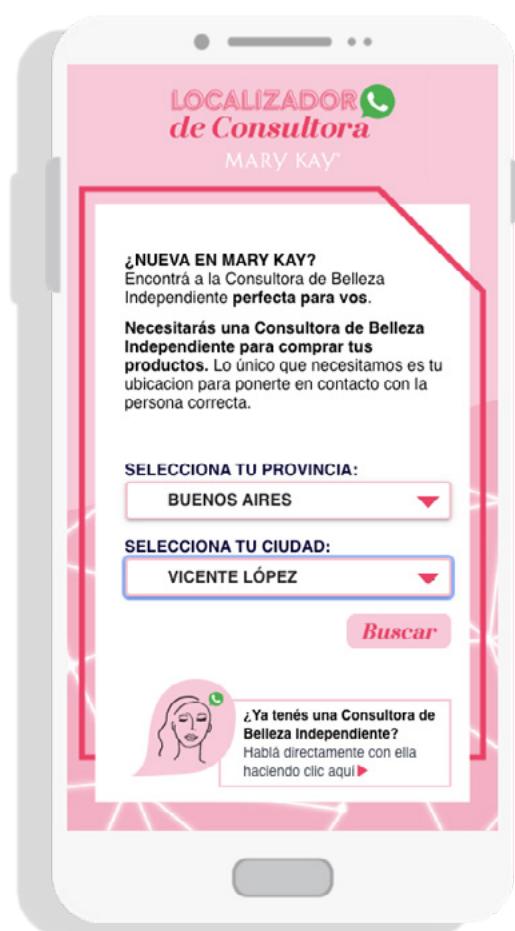 LOCALIZADOR
de Consultora
MARY KAY®
¿NUEVA EN MARY KAY?
Encontrá a la Consultora de Belleza
Independiente perfecta para vos.
Necesitarás una Consultora de Belleza
Independiente para comprar tus
productos. Lo único que necesitamos es tu
ubicacion para ponerte en contacto con la
persona correcta.
SELECCIONA TU PROVINCIA:
BUENOS AIRES
SELECCIONA TU CIUDAD:
VICENTE LÓPEZ
Buscar
¿Ya tenés una Consultora de
Belleza Independiente?
Hablá directamente con ella
haciendo clic aquí